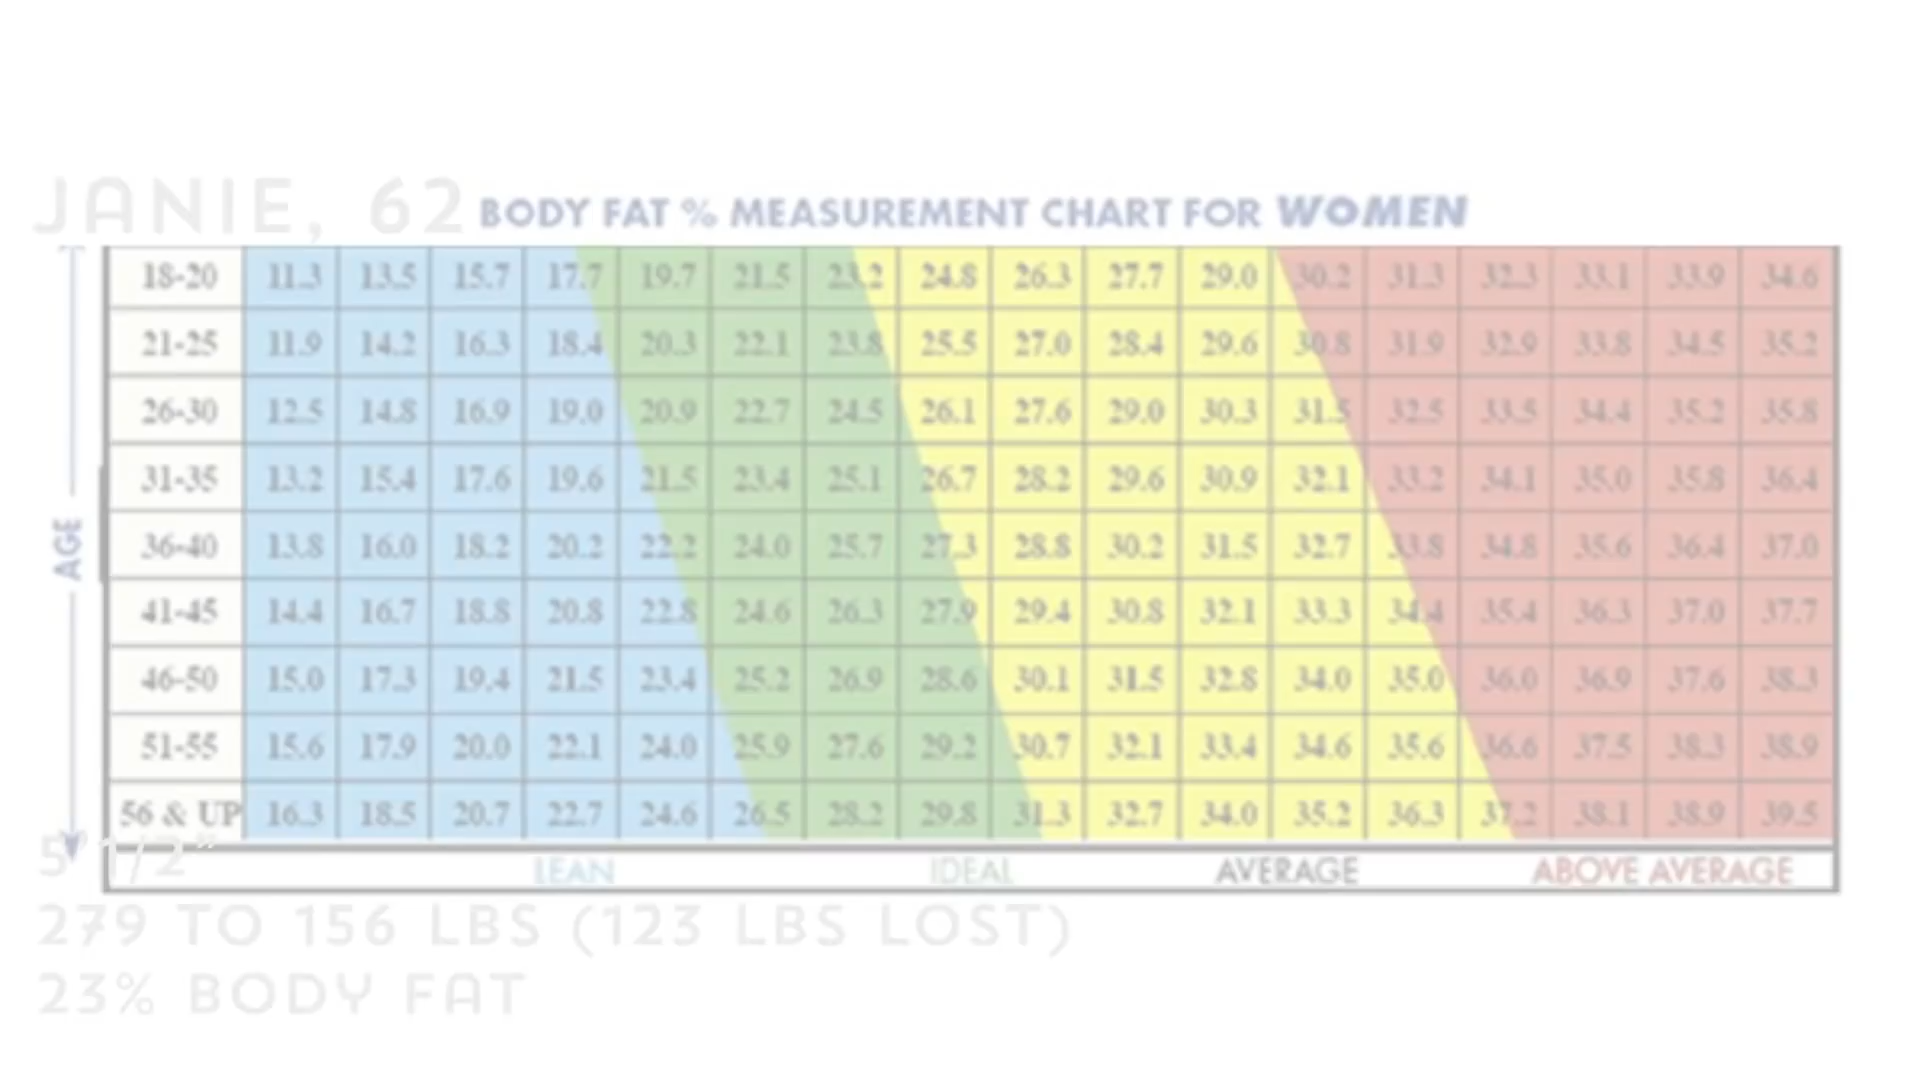 JANIE, 62
BODY FAT % MEASUREMENT CHART FOR WOMEN
AGE
18-20 11.3 13.5 15.7 17.7 19.7 21.5 23.2 24.8 26.3 27.7 29.0 30.2 31.3 32.3 33.1 33.9 34.6
21-25 11.9 14.2 16.3 18.4 20.3 22.1 23.8 25.5 27.0 28.4 29.6 30.8 31.9 32.9 33.8 34.5 35.2
26-30 12.5 14.8 16.9 19.0 20.9 22.7 24.5 26.1 27.6 29.0 30.3 31.5 32.5 33.5 34.4 35.2 35.8
31-35 13.2 15.4 17.6 19.6 21.5 23.4 25.1 26.7 28.2 29.6 30.9 32.1 33.2 34.1 35.0 35.8 36.4
36-40 13.8 16.0 18.2 20.2 22.2 24.0 25.7 27.3 28.8 30.2 31.5 32.7 33.8 34.8 35.6 36.4 37.0
41-45 14.4 16.7 18.8 20.8 22.8 24.6 26.3 27.9 29.4 30.8 32.1 33.3 34.4 35.4 36.3 37.0 37.7
46-50 15.0 17.3 19.4 21.5 23.4 25.2 26.9 28.6 30.1 31.5 32.8 34.0 35.0 36.0 36.9 37.6 38.3
51-55 15.6 17.9 20.0 22.1 24.0 25.9 27.6 29.2 30.7 32.1 33.4 34.6 35.6 36.6 37.5 38.3 38.9
56 & UP 16.3 18.5 20.7 22.7 24.6 26.5 28.2 29.8 31.3 32.7 34.0 35.2 36.3 37.2 38.1 38.9 39.5
LEAN IDEAL AVERAGE ABOVE AVERAGE
279 TO 156 LBS (123 LBS LOST)
23% BODY FAT